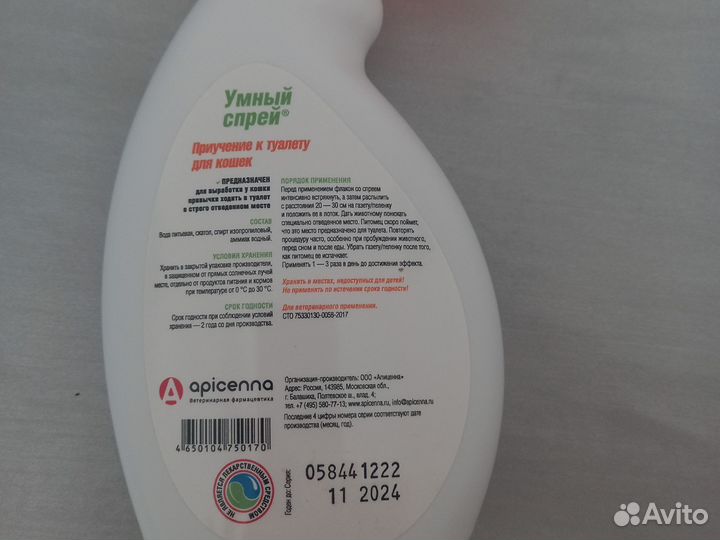 Умный
спрей®
Приучение к туалету
для кошек
✓ ПРЕДНАЗНАЧЕН
для выработки у кошки
привычки ходить в туалет
в строго отведенном месте
СОСТАВ
Вода питьевая, скатол, спирт изопропиловый,
аммиак водный.
УСЛОВИЯ ХРАНЕНИЯ
Хранить в закрытой упаковке производителя,
в защищенном от прямых солнечных лучей
месте, отдельно от продуктов питания и кормов
при температуре от 0 °C до 30 °C.
СРОК ГОДНОСТИ
Срок годности при соблюдении условий
хранения — 2 года со дня производства.
ПОРЯДОК ПРИМЕНЕНИЯ
Перед применением флакон со спреем
интенсивно встряхнуть, а затем распылить
с расстояния 20 — 30 см на газету/пеленку
и положить ее в лоток. Дать животному поискать
специально отведенное место. Питомец скоро поймет,
что это место предназначено для туалета. Повторять
процедуру часто, особенно при пробуждении животного,
перед сном и после еды. Убрать газету/пеленку после того,
как питомец ее испачкает.
Применять 1 — 3 раза в день до достижения эффекта.
Хранить в местах, недоступных для детей!
Не применять по истечении срока годности!
Для ветеринарного применения.
СТО 75330130-0058-2017
apicenna
Ветеринарная фармацевтика
Организация-производитель: ООО «Апиценна»
Адрес: Россия, 143985, Московская обл.,
г. Балашиха, Полтевское ш., влад. 4;
тел. +7 (495) 580-77-13; www.apicenna.ru, info@apicenna.ru
Последние 4 цифры номера серии соответствуют дате
производства (месяц, год).
4 650104 750170
НЕ ЯВЛЯЕТСЯ ЛЕКАРСТВЕННЫМ СРЕДСТВОМ
Годен до: Серия:
058441222
11 2024
Avito